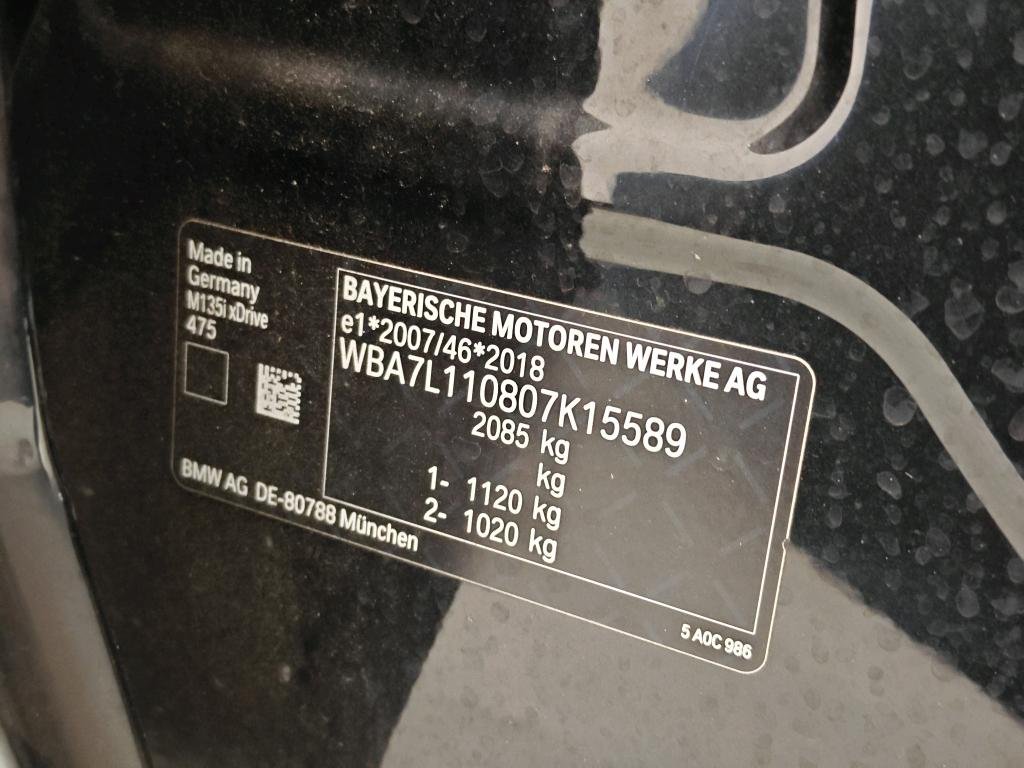 Made in
Germany
M135i xDrive
475
BAYERISCHE MOTOREN WERKE AG
e1*2007/46*2018
WBA7L110807K15589
2085 kg
kg
1- 1120 kg
2- 1020 kg
BMW AG DE-80788 München
5 A0C 986